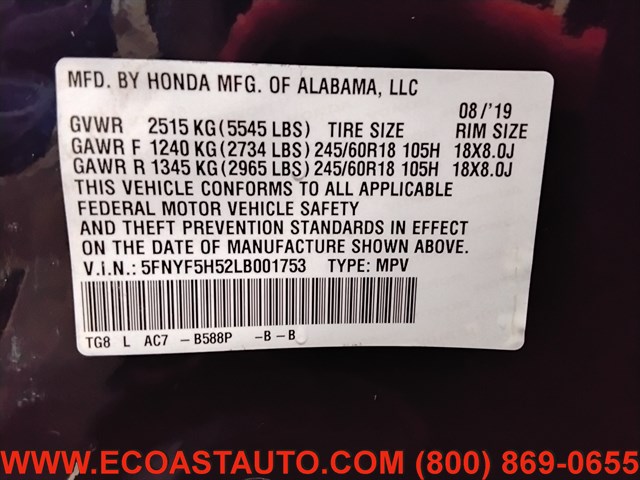 MFD. BY HONDA MFG. OF ALABAMA, LLC
08/'19
GVWR 2515 KG (5545 LBS) TIRE SIZE RIM SIZE
GAWR F 1240 KG (2734 LBS) 245/60R18 105H 18X8.0J
GAWR R 1345 KG (2965 LBS) 245/60R18 105H 18X8.0J
THIS VEHICLE CONFORMS TO ALL APPLICABLE
FEDERAL MOTOR VEHICLE SAFETY
AND THEFT PREVENTION STANDARDS IN EFFECT
ON THE DATE OF MANUFACTURE SHOWN ABOVE.
V.I.N.: 5FNYF5H52LB001753 TYPE: MPV
TG8 L AC7 - B588P - B - B
WWW.ECOASTAUTO.COM (800) 869-0655